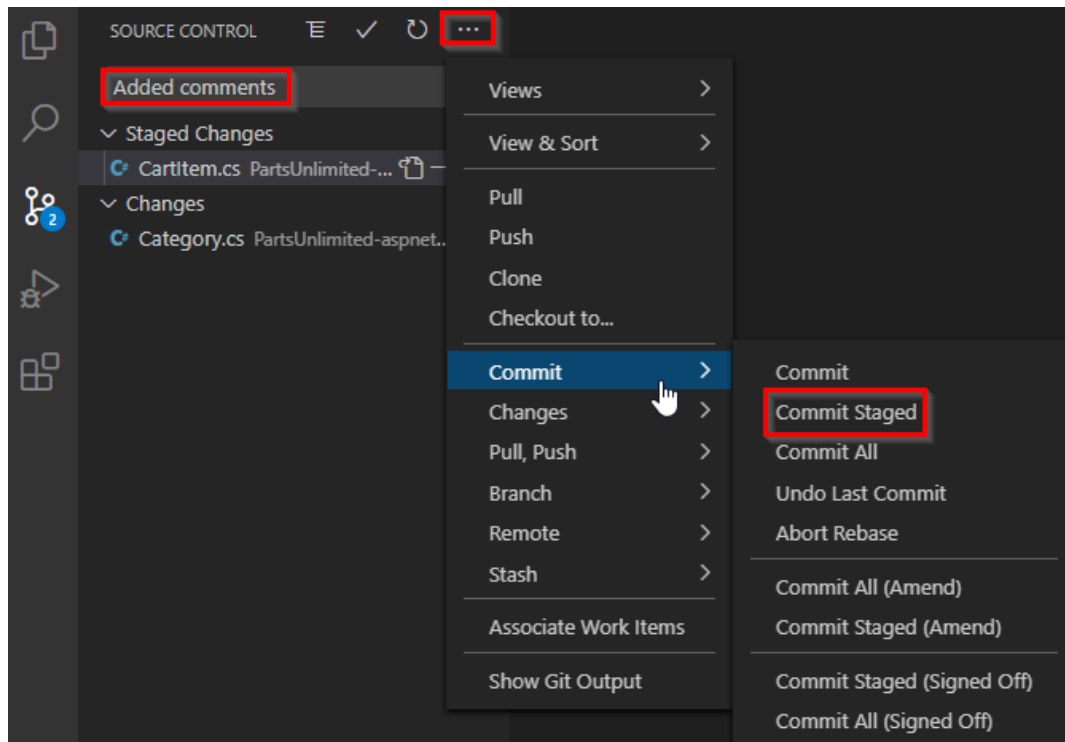 SOURCE CONTROL
Added comments
Staged Changes
C# CartItem.cs PartsUnlimited-...
Changes
C# Category.cs PartsUnlimited-aspnet..
2
Views
View & Sort
Pull
Push
Clone
Checkout to...
Commit
Changes
Pull, Push
Branch
Remote
Stash
Associate Work Items
Show Git Output
Commit
Commit Staged
Commit All
Undo Last Commit
Abort Rebase
Commit All (Amend)
Commit Staged (Amend)
Commit Staged (Signed Off)
Commit All (Signed Off)